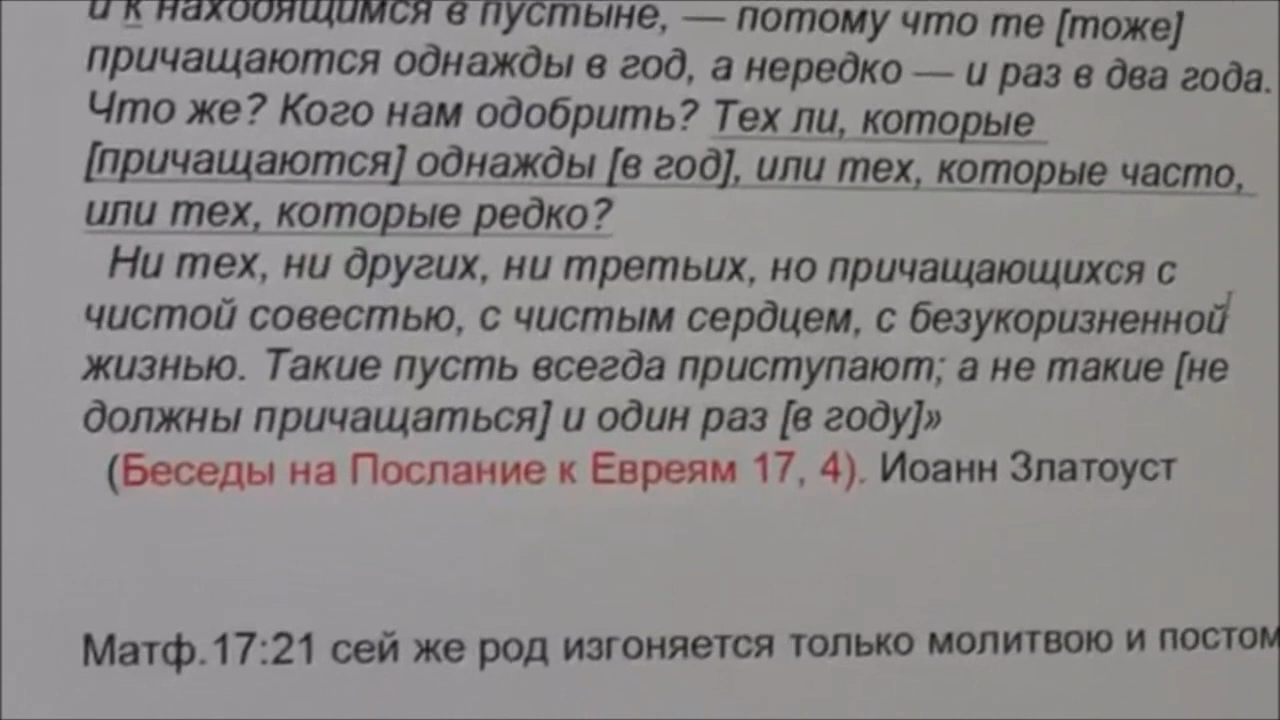 и к находящимся в пустыне, — потому что те [тоже]
причащаются однажды в год, а нередко — и раз в два года.
Что же? Кого нам одобрить? Тех ли, которые
[причащаются] однажды [в год], или тех, которые часто,
или тех, которые редко?
Ни тех, ни других, ни третьих, но причащающихся с
чистой совестью, с чистым сердцем, с безукоризненной
жизнью. Такие пусть всегда приступают; а не такие [не
должны причащаться] и один раз [в году]»
(Беседы на Послание к Евреям 17, 4). Иоанн Златоуст
Матф.17:21 сей же род изгоняется только молитвою и постом